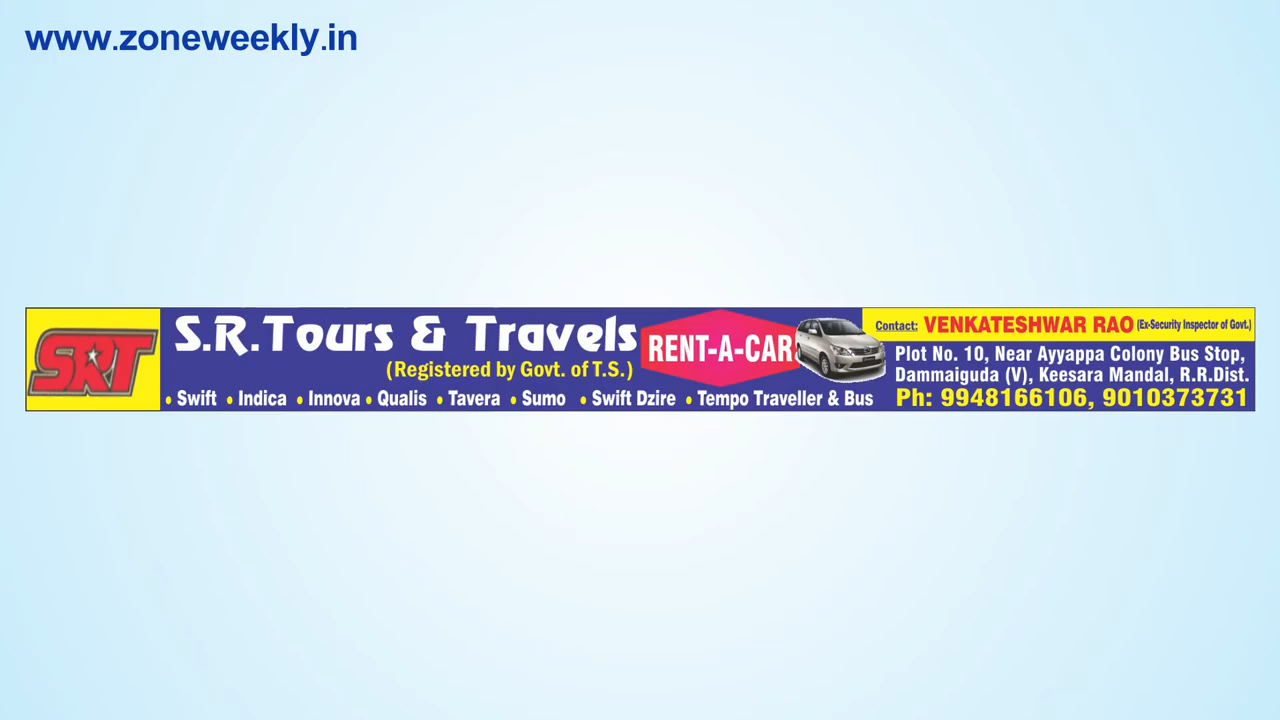 www.zoneweekly.in
SRT
S.R.Tours & Travels
(Registered by Govt. of T.S.)
• Swift • Indica • Innova • Qualis • Tavera • Sumo • Swift Dzire • Tempo Traveller & Bus
RENT-A-CAR
Contact: VENKATESHWAR RAO (Ex-Security Inspector of Govt.)
Plot No. 10, Near Ayyappa Colony Bus Stop,
Dammaiguda (V), Keesara Mandal, R.R.Dist.
Ph: 9948166106, 9010373731